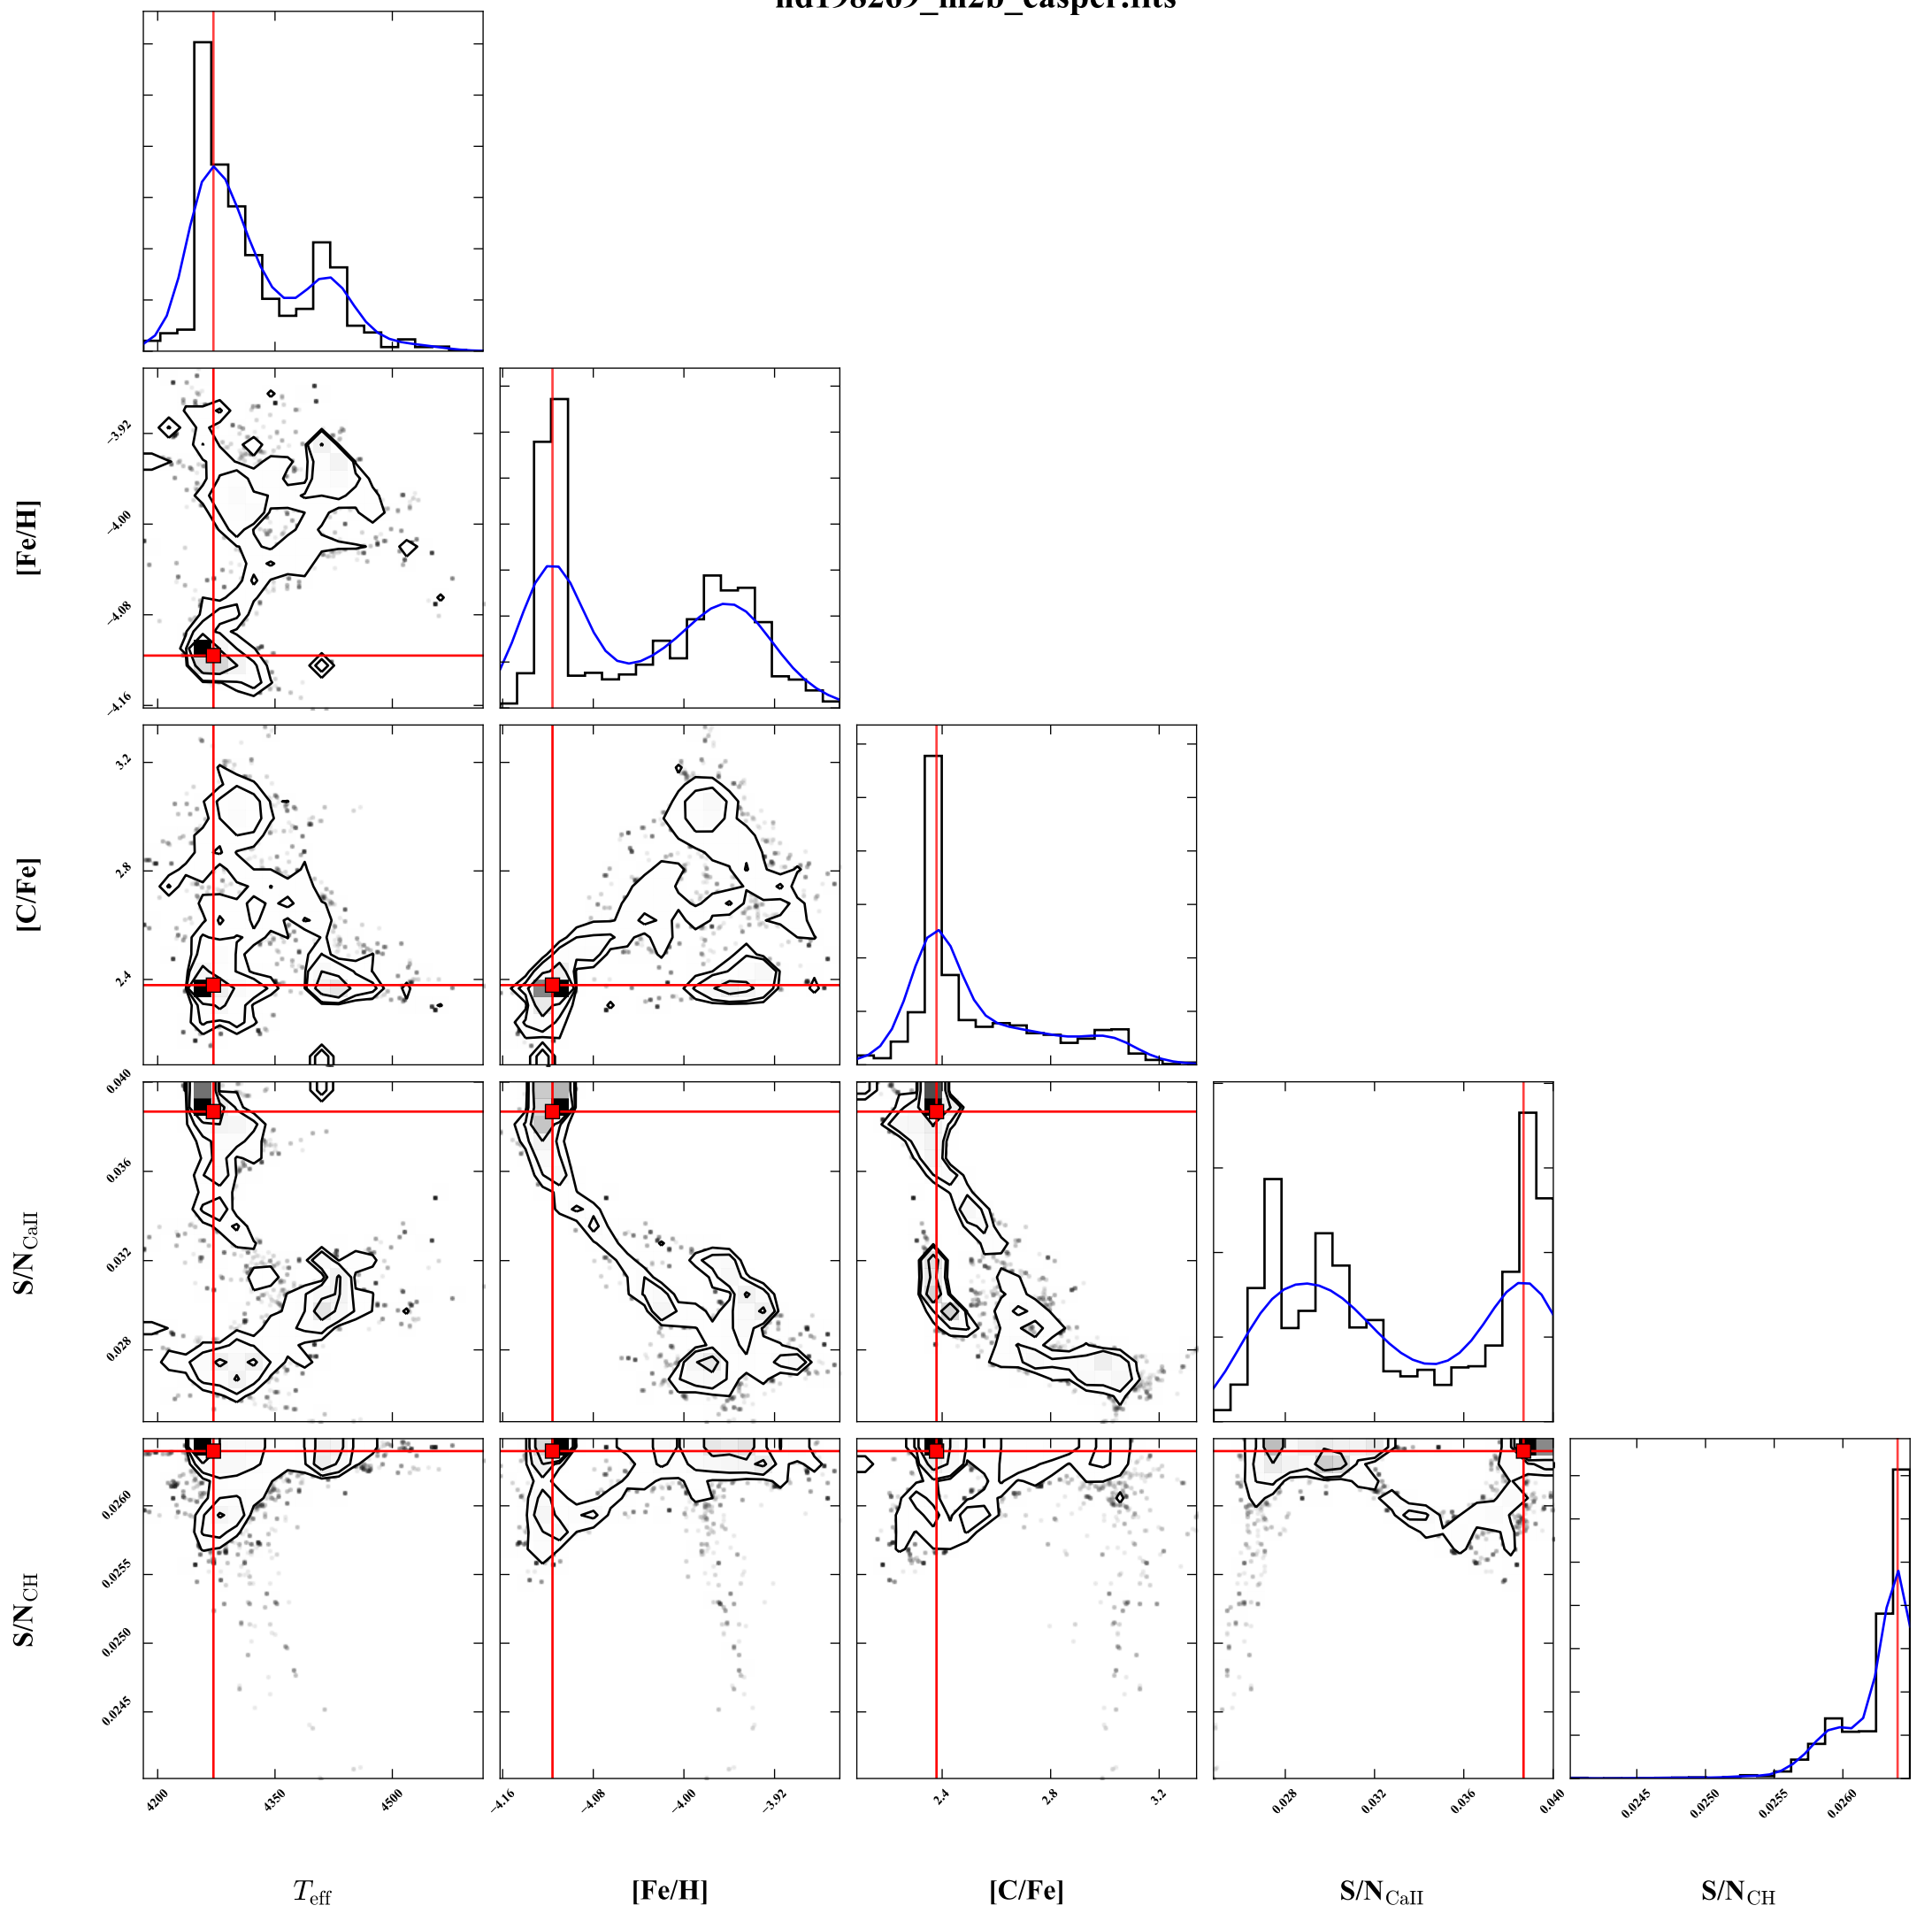 [Fe/H]
−3.92
−4.00
−4.08
−4.16
[C/Fe]
3.2
2.8
2.4
S/N_CaII
0.040
0.036
0.032
0.028
S/N_CH
0.0260
0.0255
0.0250
0.0245
4200 4350 4500
−4.16 −4.08 −4.00 −3.92
2.4 2.8 3.2
0.028 0.032 0.036 0.040
0.0245 0.0250 0.0255 0.0260
T_eff [Fe/H] [C/Fe] S/N_CaII S/N_CH